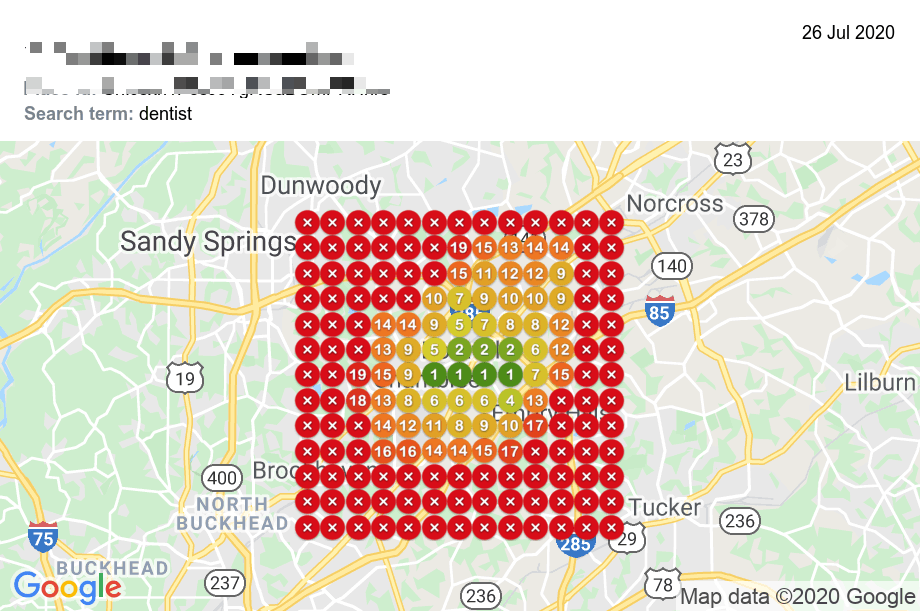 26 Jul 2020
Search term: dentist
23
Dunwoody
Norcross
378
Sandy Springs
× × × × × × × × × × × × ×
× × × × × × 19 15 13 14 14 × ×
× × × × × × 15 11 12 12 9 × ×
140
× × × × × 10 7 9 10 10 9 × ×
85
× × × 14 14 9 5 7 8 8 12 × ×
× × × 13 9 5 2 2 2 6 12 × ×
19
× × 19 15 9 1 1 1 1 7 15 × ×
Lilburn
× × 18 13 8 6 6 6 4 13 × × ×
× × × 14 12 11 8 9 10 17 × × ×
× × × 16 16 14 14 15 17 × × × ×
400
× × × × × × × × × × × × ×
NORTH
BUCKHEAD
× × × × × × × × × × × × ×
Tucker
236
× × × × × × × × × × × × ×
75
285
29
BUCKHEAD
Google
237
236
78
Map data ©2020 Google